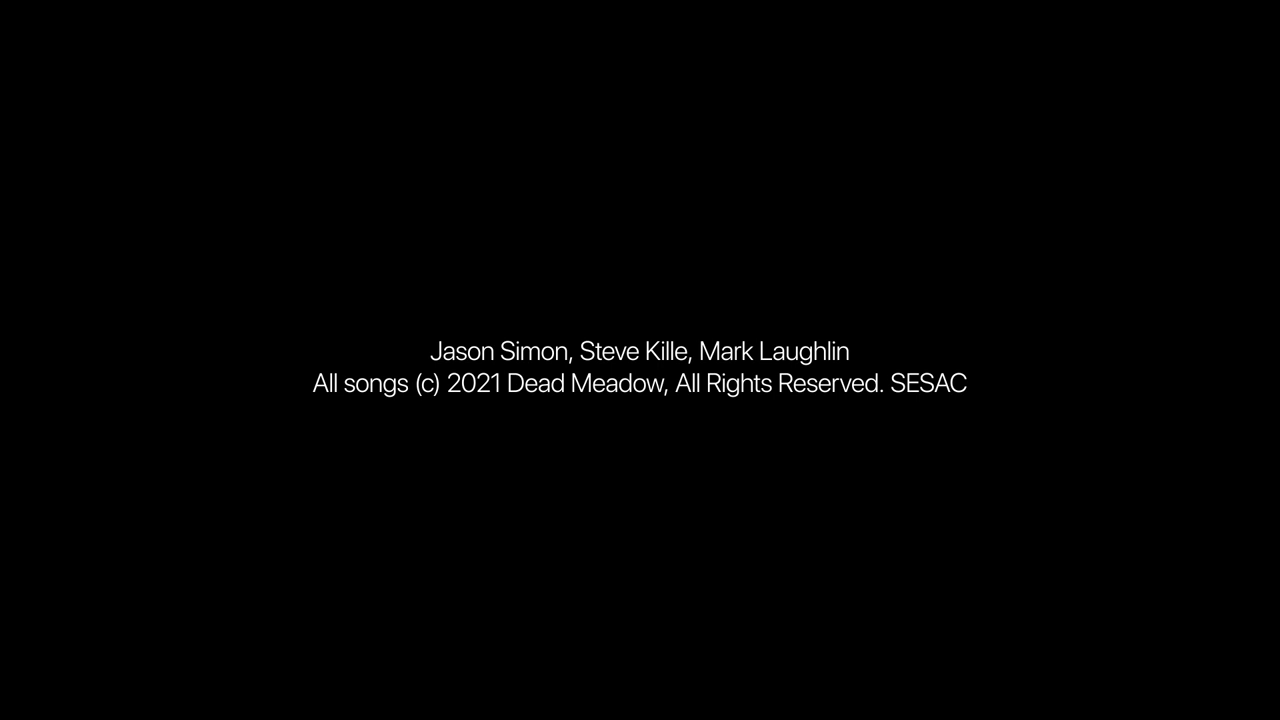 Jason Simon, Steve Kille, Mark Laughlin
All songs (c) 2021 Dead Meadow, All Rights Reserved. SESAC